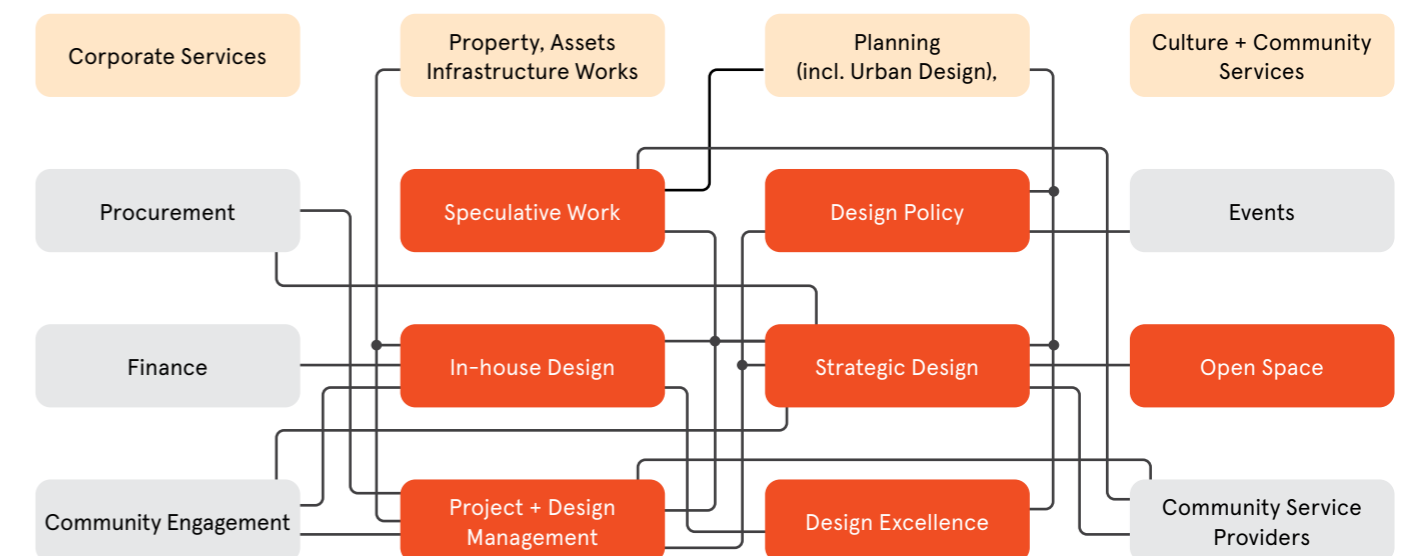 Corporate Services
Property, Assets
Infrastructure Works
Planning
(incl. Urban Design),
Culture + Community
Services
Procurement
Speculative Work
Design Policy
Events
Finance
In-house Design
Strategic Design
Open Space
Community Engagement
Project + Design
Management
Design Excellence
Community Service
Providers